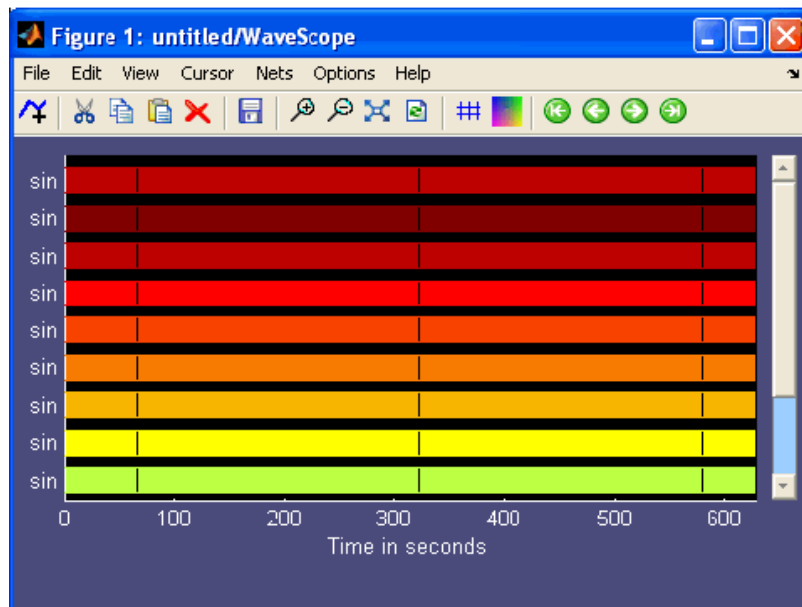 Figure 1: untitled/WaveScope
File Edit View Cursor Nets Options Help
sin
sin
sin
sin
sin
sin
sin
sin
sin
0 100 200 300 400 500 600
Time in seconds